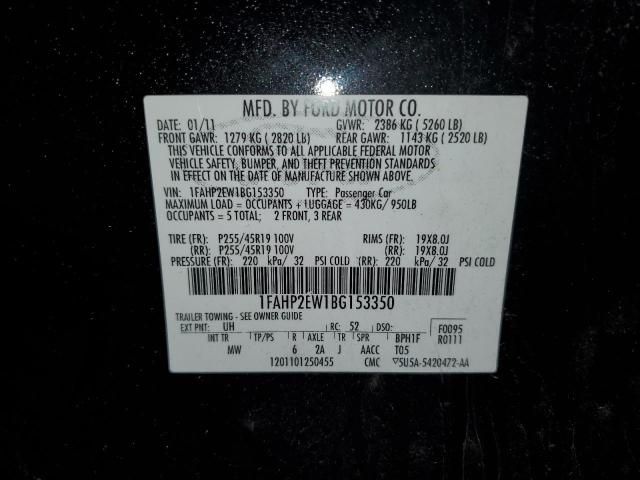 MFD. BY FORD MOTOR CO.
DATE: 01/11 GVWR: 2386 KG ( 5260 LB)
FRONT GAWR: 1279 KG ( 2820 LB) REAR GAWR: 1143 KG ( 2520 LB)
THIS VEHICLE CONFORMS TO ALL APPLICABLE FEDERAL MOTOR
VEHICLE SAFETY, BUMPER, AND THEFT PREVENTION STANDARDS
IN EFFECT ON THE DATE OF MANUFACTURE SHOWN ABOVE.
VIN: 1FAHP2EW1BG153350 TYPE: Passenger Car
MAXIMUM LOAD = OCCUPANTS + LUGGAGE = 430KG/ 950LB
OCCUPANTS = 5 TOTAL; 2 FRONT, 3 REAR
TIRE (FR): P255/45R19 100V RIMS (FR): 19X8.0J
(RR): P255/45R19 100V (RR): 19X8.0J
PRESSURE (FR): 220 kPa/ 32 PSI COLD (RR): 220 kPa/ 32 PSI COLD
1FAHP2EW1BG153350
TRAILER TOWING - SEE OWNER GUIDE
EXT PNT: UH RC: 52 DSO: F0095
INT TR TP/PS R AXLE TR SPR BPH1F R0111
MW 6 2A J AACC T05
1201101250455 CMC 5U5A-5420472-AA